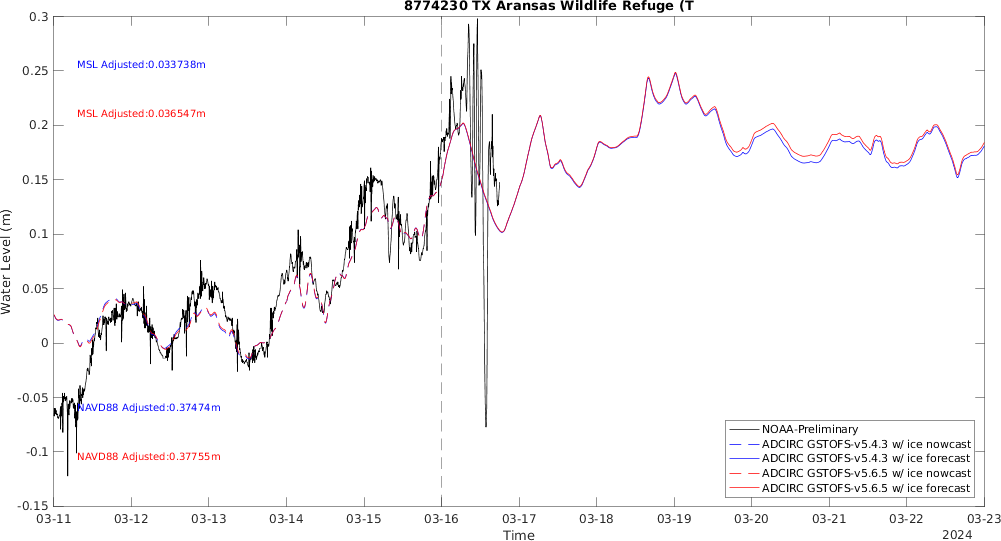 8774230 TX Aransas Wildlife Refuge (T
0.3
0.25
0.2
0.15
0.1
0.05
0
-0.05
-0.1
-0.15
Water Level (m)
MSL Adjusted:0.033738m
MSL Adjusted:0.036547m
NAVD88 Adjusted:0.37474m
NAVD88 Adjusted:0.37755m
NOAA-Preliminary
ADCIRC GSTOFS-v5.4.3 w/ ice nowcast
ADCIRC GSTOFS-v5.4.3 w/ ice forecast
ADCIRC GSTOFS-v5.6.5 w/ ice nowcast
ADCIRC GSTOFS-v5.6.5 w/ ice forecast
03-11 03-12 03-13 03-14 03-15 03-16 03-17 03-18 03-19 03-20 03-21 03-22 03-23
Time
2024